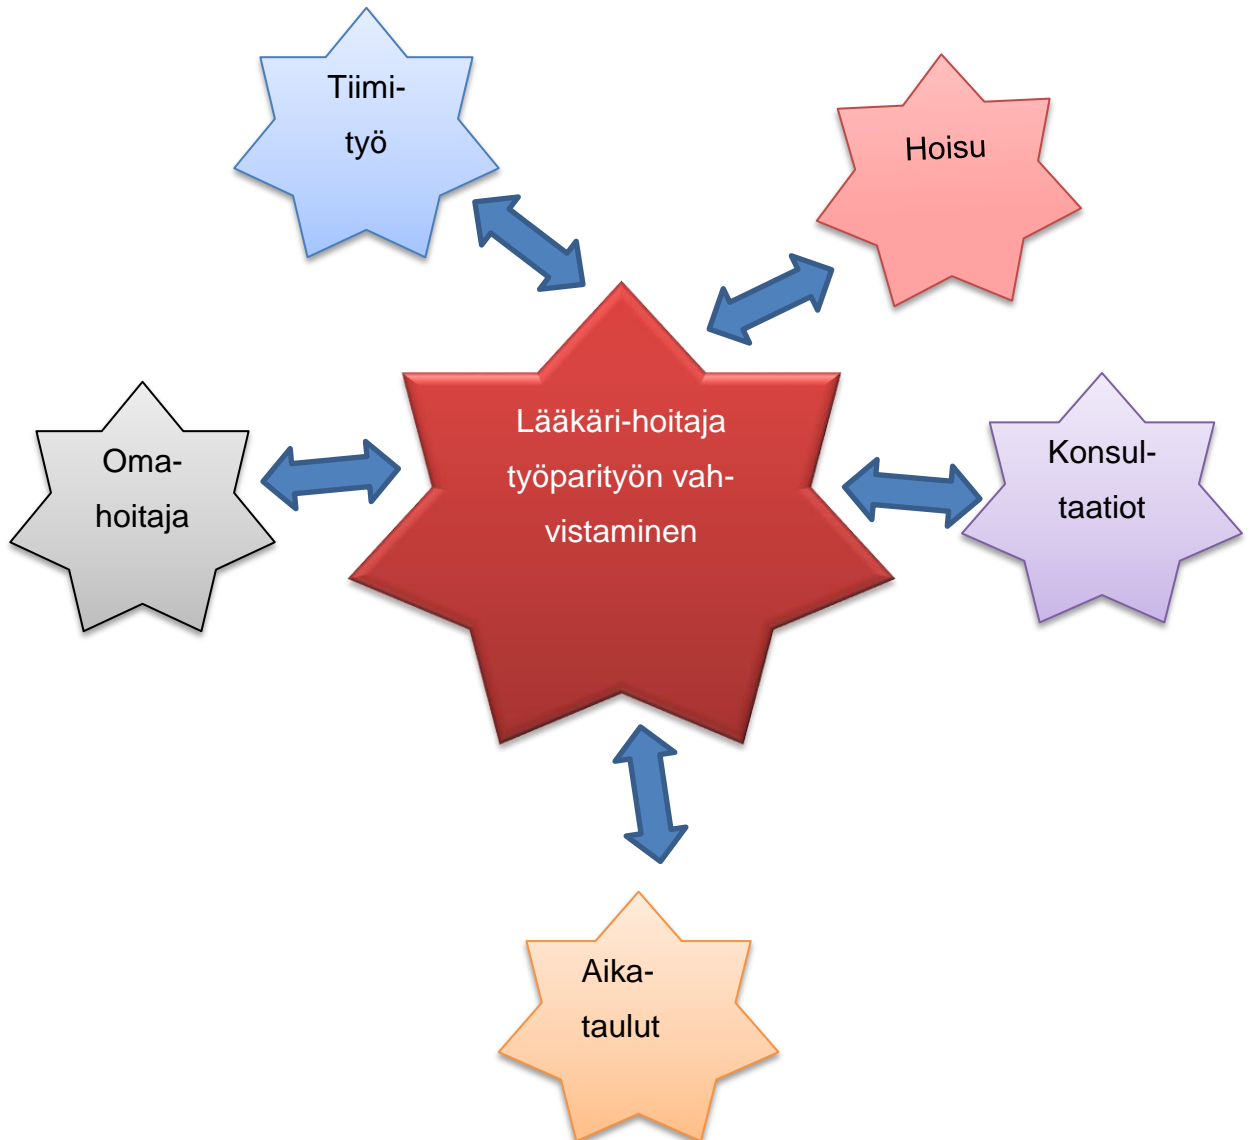 Tiimi-
työ
Hoisu
Lääkäri-hoitaja
työparityön vah-
vistaminen
Oma-
hoitaja
Konsul-
taatiot
Aika-
taulut